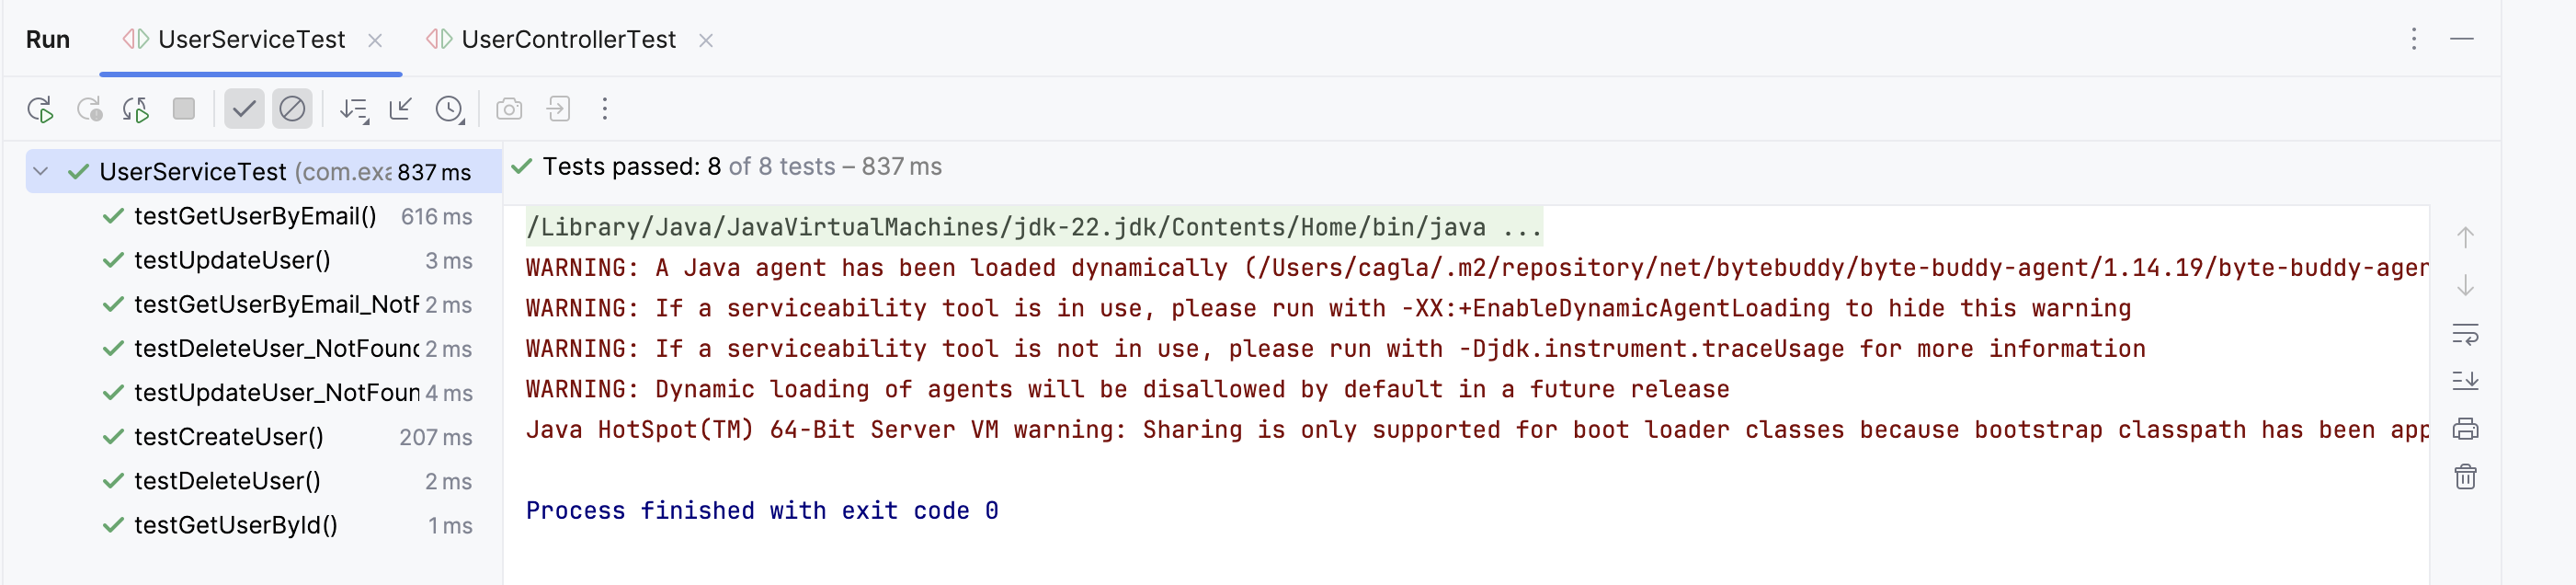 Run UserServiceTest UserControllerTest
UserServiceTest (com.exa 837 ms
testGetUserByEmail() 616 ms
testUpdateUser() 3 ms
testGetUserByEmail_NotF 2 ms
testDeleteUser_NotFound 2 ms
testUpdateUser_NotFoun 4 ms
testCreateUser() 207 ms
testDeleteUser() 2 ms
testGetUserById() 1 ms
Tests passed: 8 of 8 tests – 837 ms
/Library/Java/JavaVirtualMachines/jdk-22.jdk/Contents/Home/bin/java ...
WARNING: A Java agent has been loaded dynamically (/Users/cagla/.m2/repository/net/bytebuddy/byte-buddy-agent/1.14.19/byte-buddy-agen
WARNING: If a serviceability tool is in use, please run with -XX:+EnableDynamicAgentLoading to hide this warning
WARNING: If a serviceability tool is not in use, please run with -Djdk.instrument.traceUsage for more information
WARNING: Dynamic loading of agents will be disallowed by default in a future release
Java HotSpot(TM) 64-Bit Server VM warning: Sharing is only supported for boot loader classes because bootstrap classpath has been app
Process finished with exit code 0